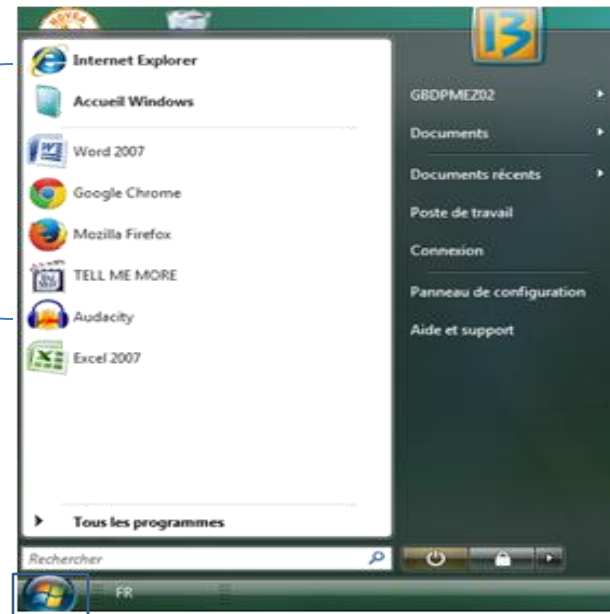 Internet Explorer
Accueil Windows
Word 2007
Google Chrome
Mozilla Firefox
TELL ME MORE
Audacity
Excel 2007
Tous les programmes
Rechercher
13
GBDPMEZ02
Documents
Documents récents
Poste de travail
Connexion
Panneau de configuration
Aide et support
FR